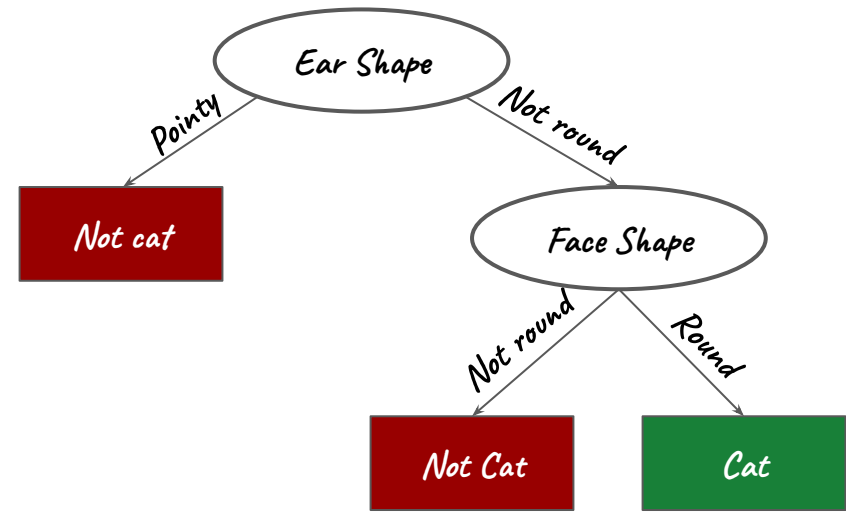 Ear Shape
Pointy
Not round
Not cat
Face Shape
Not round
Round
Not Cat
Cat